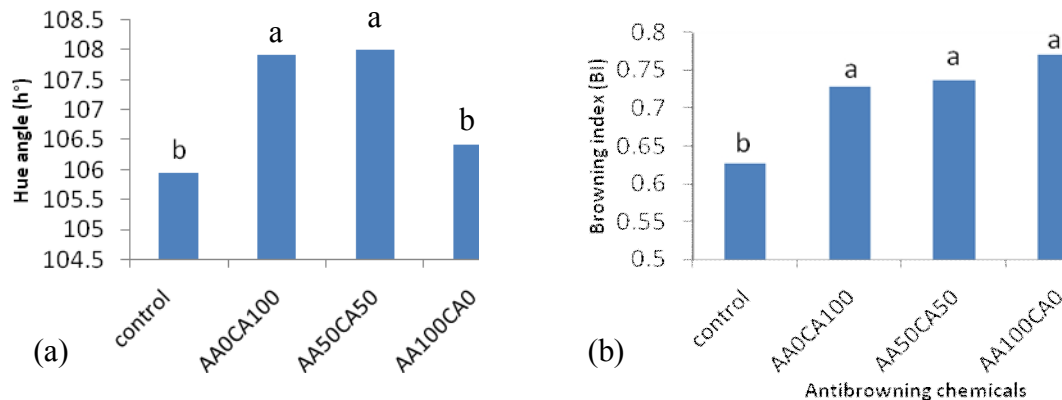 Hue angle (h°)
108.5
108
107.5
107
106.5
106
105.5
105
104.5
b
a
a
b
control
AA0CA100
AA50CA50
AA100CA0
(a)
Browning index (BI)
0.8
0.75
0.7
0.65
0.6
0.55
0.5
b
a
a
a
control
AA0CA100
AA50CA50
AA100CA0
(b)
Antibrowning chemicals